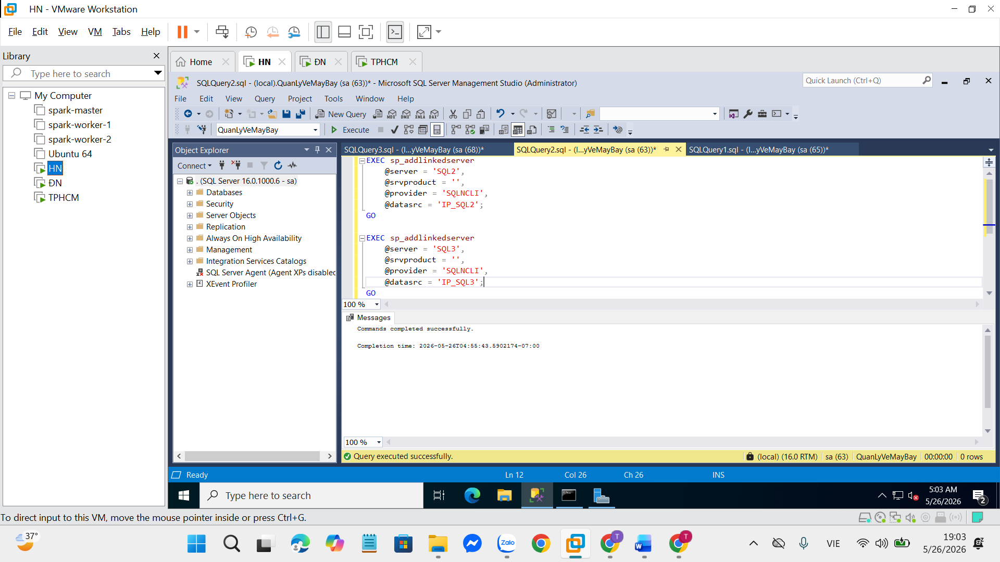 HN - VMware Workstation
File Edit View VM Tabs Help
Library
Type here to search
My Computer
spark-master
spark-worker-1
spark-worker-2
Ubuntu 64
HN
ĐN
TPHCM
Home
HN
ĐN
TPHCM
SQLQuery2.sql - (local).QuanLyVeMayBay (sa (63))* - Microsoft SQL Server Management Studio (Administrator)
Quick Launch (Ctrl+Q)
File Edit View Query Project Tools Window Help
New Query
MDX DMX XMLA DAX
QuanLyVeMayBay
Execute
Object Explorer
Connect
. (SQL Server 16.0.1000.6 - sa)
Databases
Security
Server Objects
Replication
Always On High Availability
Management
Integration Services Catalogs
SQL Server Agent (Agent XPs disabled
XEvent Profiler
SQLQuery3.sql - (l...yVeMayBay (sa (68))*
SQLQuery2.sql - (l...yVeMayBay (sa (63))*
SQLQuery1.sql - (l...yVeMayBay (sa (65))*
EXEC sp_addlinkedserver
@server = 'SQL2',
@srvproduct = '',
@provider = 'SQLNCLI',
@datasrc = 'IP_SQL2';
GO
EXEC sp_addlinkedserver
@server = 'SQL3',
@srvproduct = '',
@provider = 'SQLNCLI',
@datasrc = 'IP_SQL3';
GO
100 %
Messages
Commands completed successfully.
Completion time: 2026-05-26T04:55:43.5902174-07:00
100 %
Query executed successfully.
(local) (16.0 RTM) sa (63) QuanLyVeMayBay 00:00:00 0 rows
Ready
Ln 12 Col 26 Ch 26 INS
Type here to search
5:03 AM
5/26/2026
2
To direct input to this VM, move the mouse pointer inside or press Ctrl+G.
37°
Zalo
W
T
T
VIE
19:03
5/26/2026